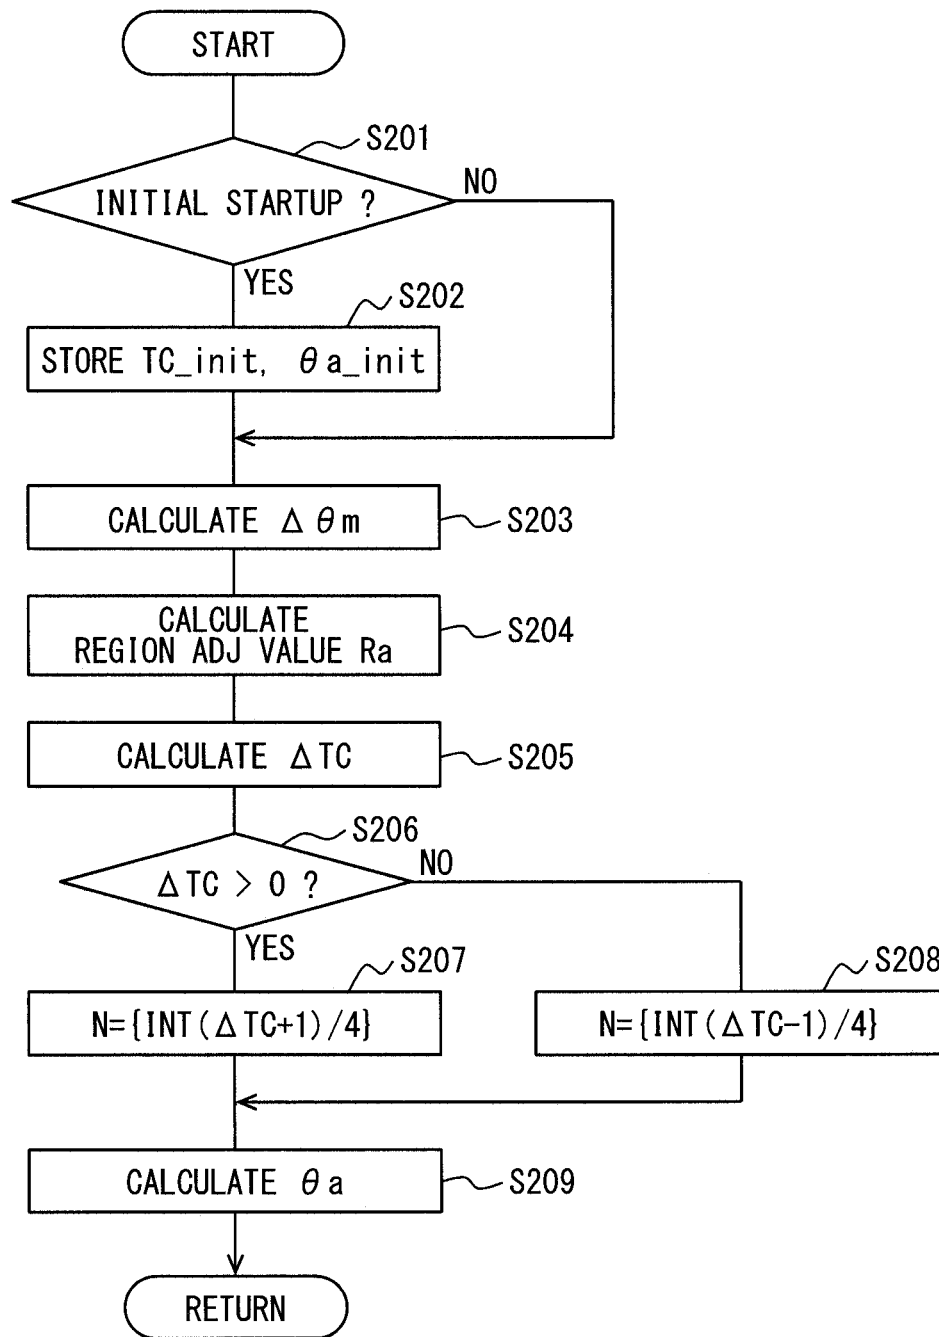 START
S201
INITIAL STARTUP ?
NO
YES
S202
STORE TC_init, θa_init
CALCULATE Δθm
S203
CALCULATE
REGION ADJ VALUE Ra
S204
CALCULATE ΔTC
S205
S206
ΔTC > 0 ?
NO
YES
S207
S208
N={INT(ΔTC+1)/4}
N={INT(ΔTC-1)/4}
CALCULATE θa
S209
RETURN